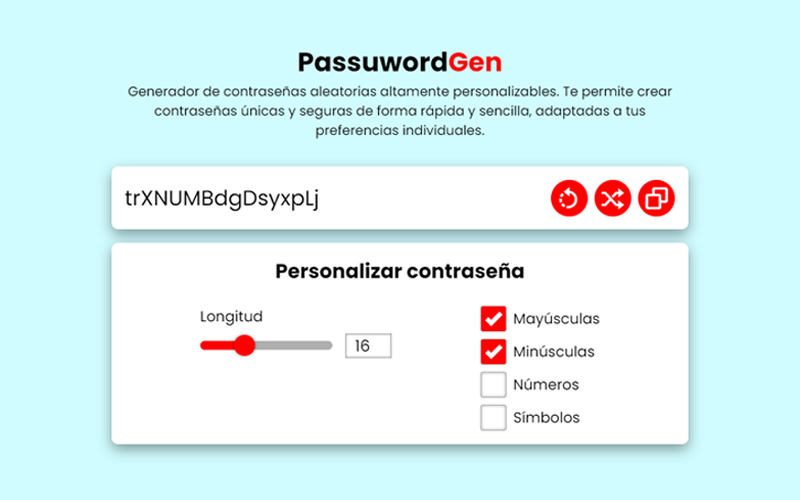 PassuwordGen
Generador de contraseñas aleatorias altamente personalizables. Te permite crear
contraseñas únicas y seguras de forma rápida y sencilla, adaptadas a tus
preferencias individuales.
trXNUMBdgDsyxpLj
Personalizar contraseña
Longitud
16
Mayúsculas
Minúsculas
Números
Símbolos